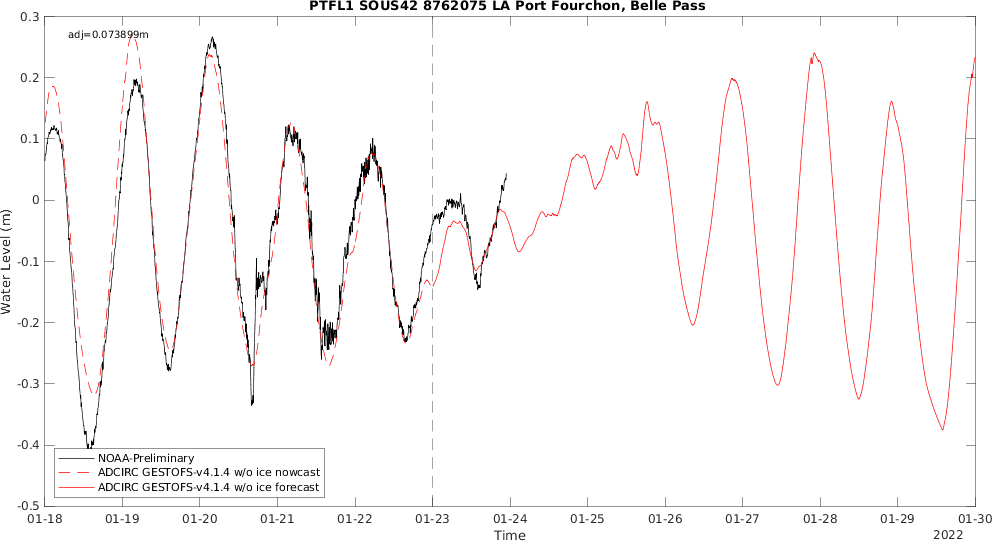 PTFL1 SOUS42 8762075 LA Port Fourchon, Belle Pass
adj=0.073899m
0.3
0.2
0.1
0
-0.1
-0.2
-0.3
-0.4
-0.5
Water Level (m)
NOAA-Preliminary
ADCIRC GESTOFS-v4.1.4 w/o ice nowcast
ADCIRC GESTOFS-v4.1.4 w/o ice forecast
01-18 01-19 01-20 01-21 01-22 01-23 01-24 01-25 01-26 01-27 01-28 01-29 01-30
Time
2022